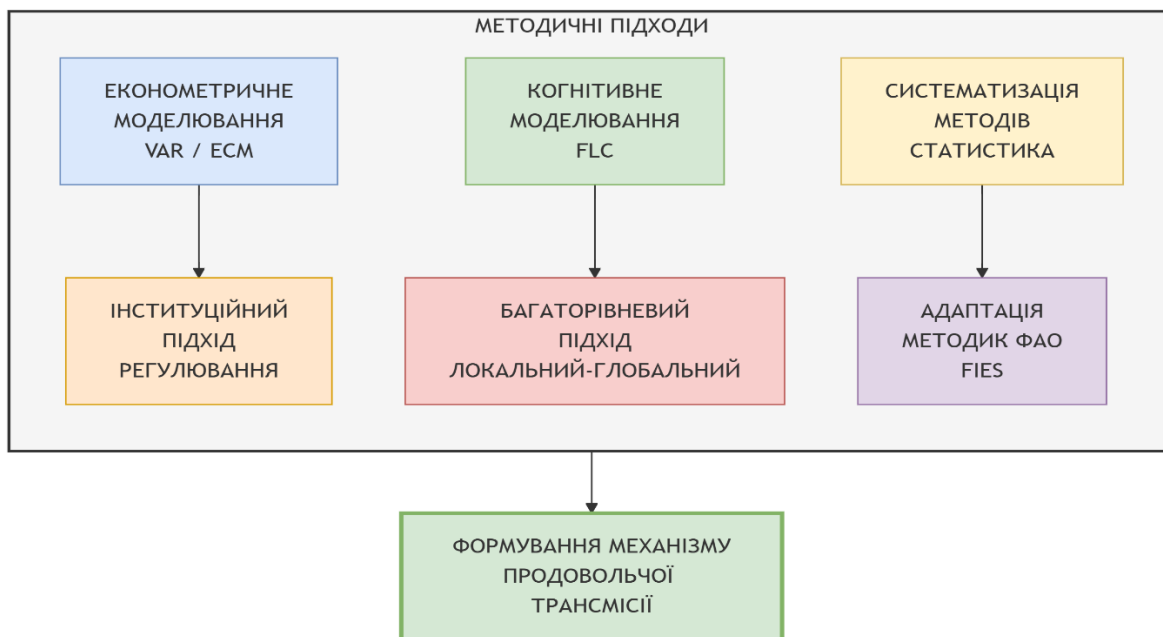 МЕТОДИЧНІ ПІДХОДИ
ЕКОНОМЕТРИЧНЕ
МОДЕЛЮВАННЯ
VAR / ECM
КОГНІТИВНЕ
МОДЕЛЮВАННЯ
FLC
СИСТЕМАТИЗАЦІЯ
МЕТОДІВ
СТАТИСТИКА
ІНСТИТУЦІЙНИЙ
ПІДХІД
РЕГУЛЮВАННЯ
БАГАТОРІВНЕВИЙ
ПІДХІД
ЛОКАЛЬНИЙ-ГЛОБАЛЬНИЙ
АДАПТАЦІЯ
МЕТОДИК ФАО
FIES
ФОРМУВАННЯ МЕХАНІЗМУ
ПРОДОВОЛЬЧОЇ
ТРАНСМІСІЇ